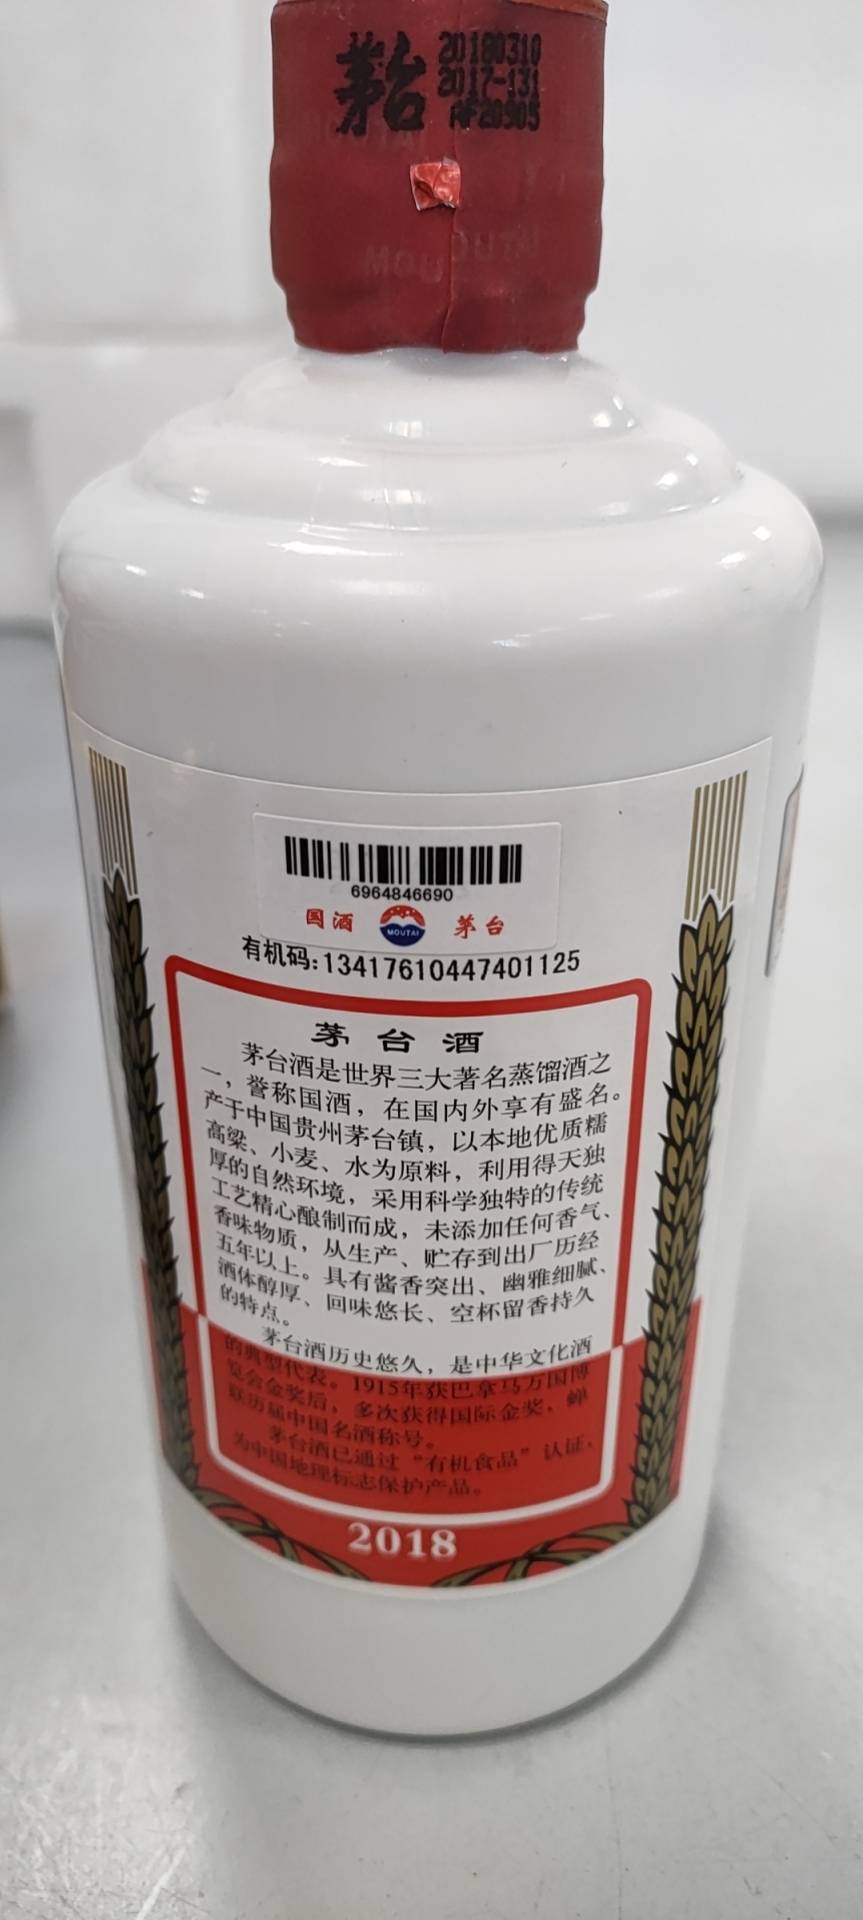 茅台
20180310
2017-131
AF20905
MOUTAI
6964846690
国酒
MOUTAI
茅台
有机码:13417610447401125
茅台酒
茅台酒是世界三大著名蒸馏酒之
一，誉称国酒，在国内外享有盛名。
产于中国贵州茅台镇，以本地优质糯
高粱、小麦、水为原料，利用得天独
厚的自然环境，采用科学独特的传统
工艺精心酿制而成，未添加任何香气、
香味物质，从生产、贮存到出厂历经
五年以上。具有酱香突出、幽雅细腻、
酒体醇厚、回味悠长、空杯留香持久
的特点。
茅台酒历史悠久，是中华文化酒
的典型代表。1915年获巴拿马万国博
览会金奖后，多次获得国际金奖，蝉
联历届中国名酒称号。
茅台酒已通过“有机食品”认证，
为中国地理标志保护产品。
2018